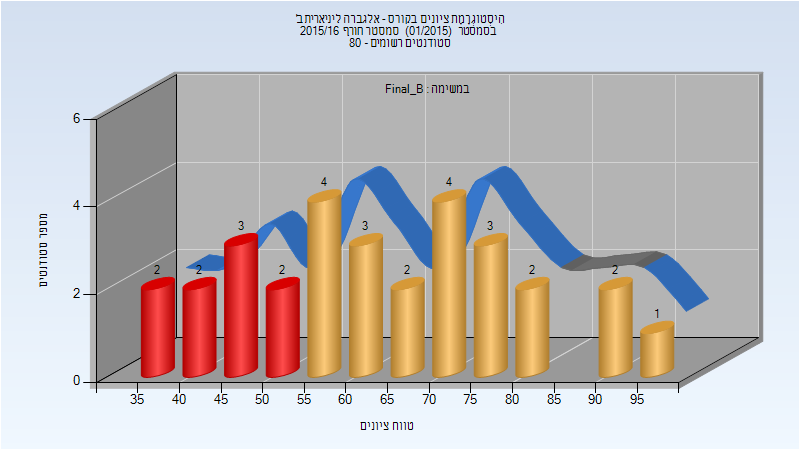 היסטוגרמת ציונים בקורס - אלגברה ליניארית ב'
בסמסטר (01/2015) סמסטר חורף 2015/16
סטודנטים רשומים - 80
במשימה : Final_B
מספר סטודנטים
6
4
2
0
2 2 3 2 4 3 2 4 3 2 2 1
35 40 45 50 55 60 65 70 75 80 85 90 95
טווח ציונים